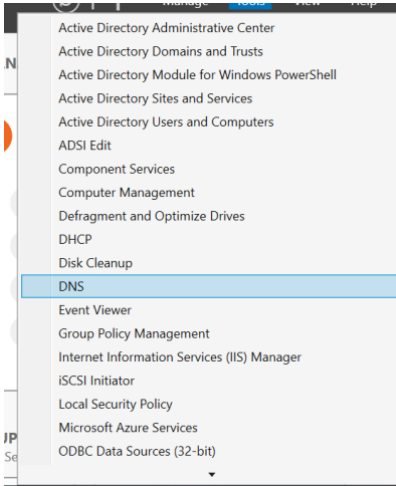 Manage Tools View Help
Active Directory Administrative Center
Active Directory Domains and Trusts
Active Directory Module for Windows PowerShell
Active Directory Sites and Services
Active Directory Users and Computers
ADSI Edit
Component Services
Computer Management
Defragment and Optimize Drives
DHCP
Disk Cleanup
DNS
Event Viewer
Group Policy Management
Internet Information Services (IIS) Manager
iSCSI Initiator
Local Security Policy
Microsoft Azure Services
ODBC Data Sources (32-bit)